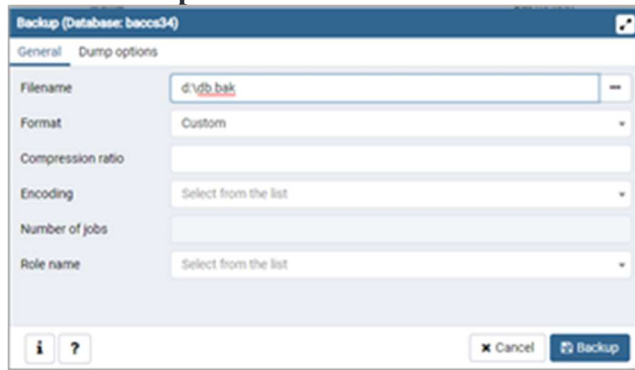 Backup (Database: baccs34)
General Dump options
Filename d:\db.bak
Format Custom
Compression ratio
Encoding Select from the list
Number of jobs
Role name Select from the list
i ? Cancel Backup